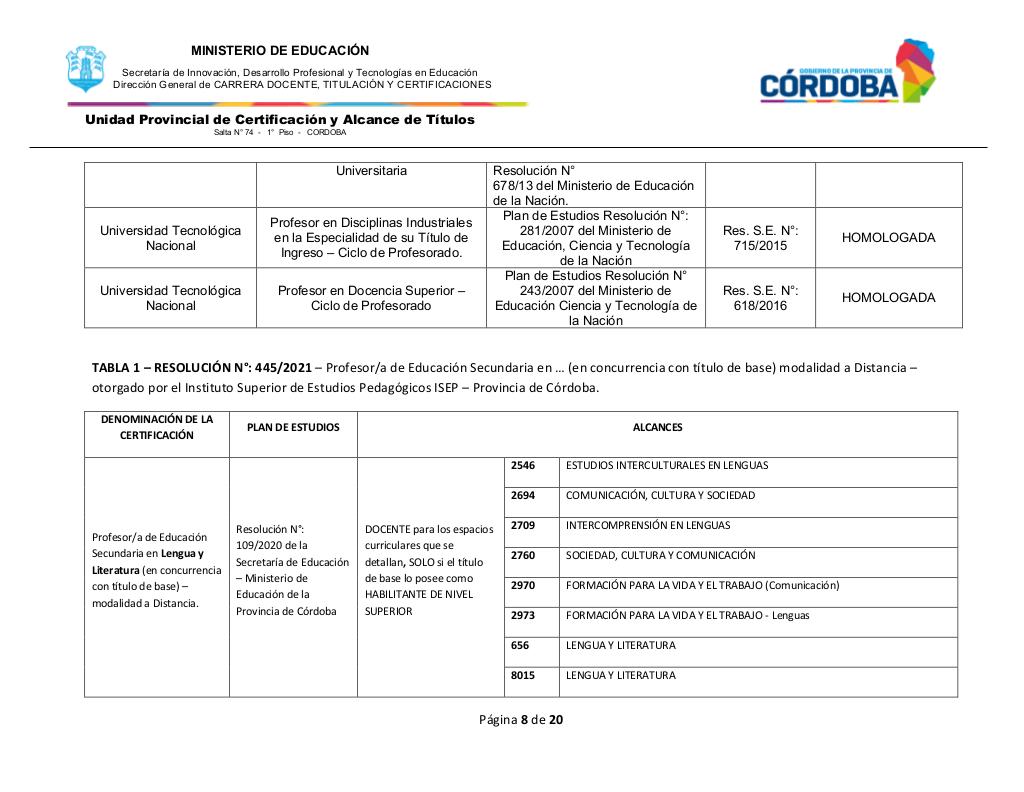 MINISTERIO DE EDUCACIÓN
Secretaría de Innovación, Desarrollo Profesional y Tecnologías en Educación
Dirección General de CARRERA DOCENTE, TITULACIÓN Y CERTIFICACIONES
GOBIERNO DE LA PROVINCIA DE
CÓRDOBA
Unidad Provincial de Certificación y Alcance de Títulos
Salta N° 74 - 1° Piso - CORDOBA
Universitaria
Resolución N°
678/13 del Ministerio de Educación
de la Nación.
Universidad Tecnológica
Nacional
Profesor en Disciplinas Industriales
en la Especialidad de su Título de
Ingreso – Ciclo de Profesorado.
Plan de Estudios Resolución N°:
281/2007 del Ministerio de
Educación, Ciencia y Tecnología
de la Nación
Res. S.E. N°:
715/2015
HOMOLOGADA
Universidad Tecnológica
Nacional
Profesor en Docencia Superior –
Ciclo de Profesorado
Plan de Estudios Resolución N°
243/2007 del Ministerio de
Educación Ciencia y Tecnología de
la Nación
Res. S.E. N°:
618/2016
HOMOLOGADA
TABLA 1 – RESOLUCIÓN N°: 445/2021 – Profesor/a de Educación Secundaria en … (en concurrencia con título de base) modalidad a Distancia –
otorgado por el Instituto Superior de Estudios Pedagógicos ISEP – Provincia de Córdoba.
DENOMINACIÓN DE LA
CERTIFICACIÓN
PLAN DE ESTUDIOS
ALCANCES
Profesor/a de Educación
Secundaria en Lengua y
Literatura (en concurrencia
con título de base) –
modalidad a Distancia.
Resolución N°:
109/2020 de la
Secretaría de Educación
– Ministerio de
Educación de la
Provincia de Córdoba
DOCENTE para los espacios
curriculares que se
detallan, SOLO si el título
de base lo posee como
HABILITANTE DE NIVEL
SUPERIOR
2546 ESTUDIOS INTERCULTURALES EN LENGUAS
2694 COMUNICACIÓN, CULTURA Y SOCIEDAD
2709 INTERCOMPRENSIÓN EN LENGUAS
2760 SOCIEDAD, CULTURA Y COMUNICACIÓN
2970 FORMACIÓN PARA LA VIDA Y EL TRABAJO (Comunicación)
2973 FORMACIÓN PARA LA VIDA Y EL TRABAJO - Lenguas
656 LENGUA Y LITERATURA
8015 LENGUA Y LITERATURA
Página 8 de 20